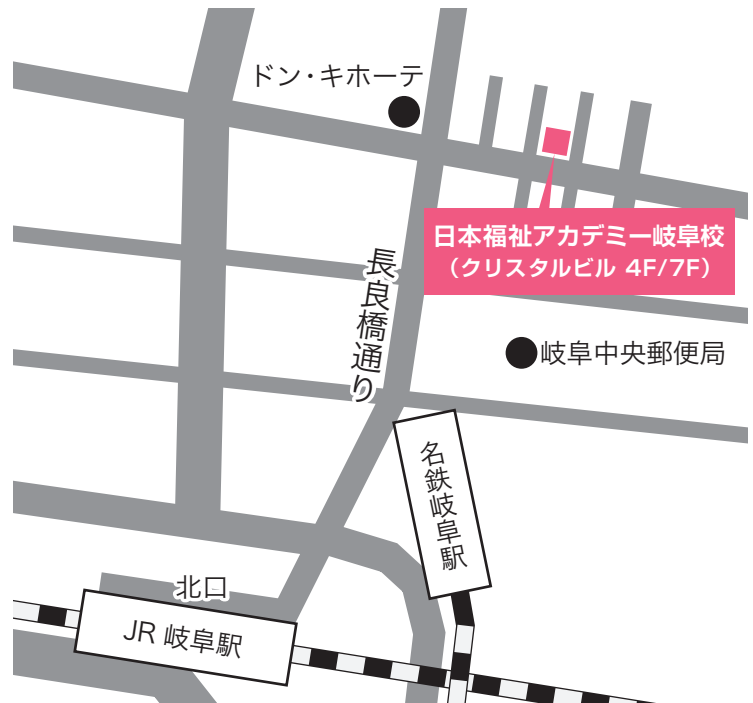 ドン・キホーテ
日本福祉アカデミー岐阜校
（クリスタルビル 4F/7F）
長良橋通り
岐阜中央郵便局
名鉄岐阜駅
北口
JR 岐阜駅